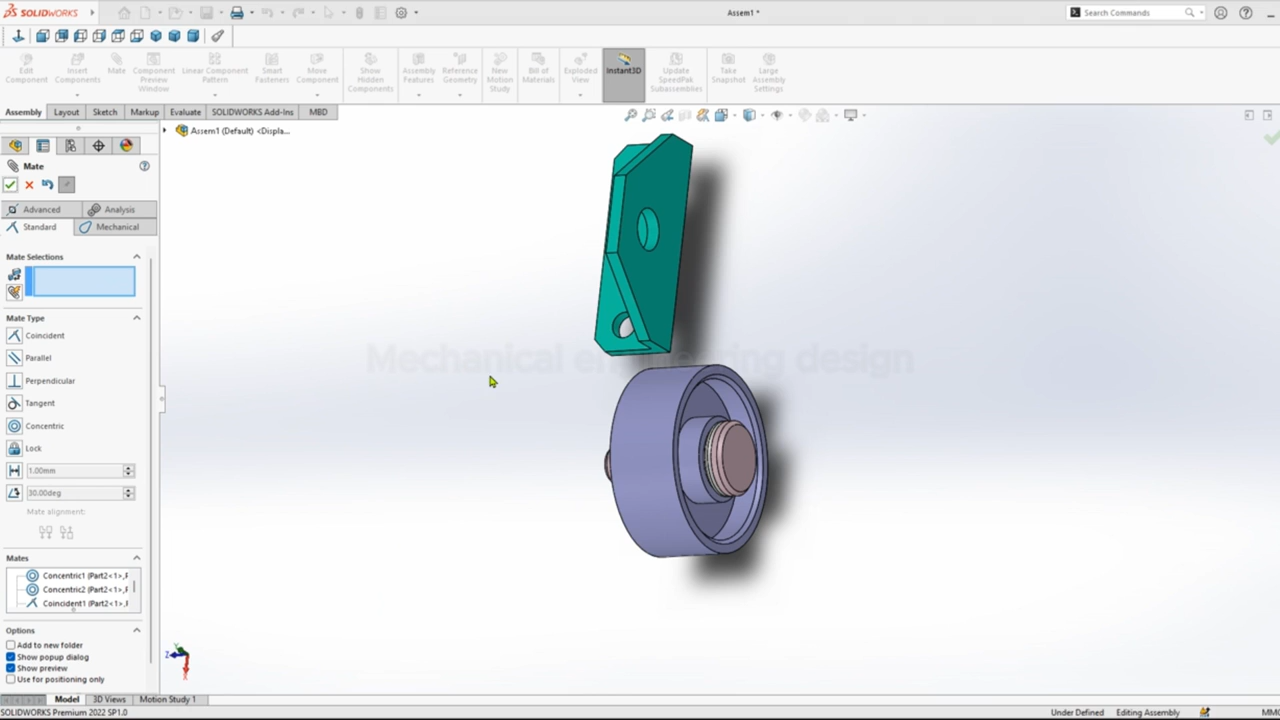 SOLIDWORKS
Assem1 *
Search Commands
Edit Component
Insert Components
Mate
Component Preview Window
Linear Component Pattern
Smart Fasteners
Move Component
Show Hidden Components
Assembly Features
Reference Geometry
New Motion Study
Bill of Materials
Exploded View
Instant3D
Update SpeedPak Subassemblies
Take Snapshot
Large Assembly Settings
Assembly
Layout
Sketch
Markup
Evaluate
SOLIDWORKS Add-Ins
MBD
Assem1 (Default) <Displa...
Mate
Advanced
Analysis
Standard
Mechanical
Mate Selections
Mate Type
Coincident
Parallel
Perpendicular
Tangent
Concentric
Lock
1.00mm
30.00deg
Mate alignment:
Mates
Concentric1 (Part2<1>,F
Concentric2 (Part2<1>,F
Coincident1 (Part2<1>,F
Options
Add to new folder
Show popup dialog
Show preview
Use for positioning only
Mechanical engineering design
Z
Model
3D Views
Motion Study 1
SOLIDWORKS Premium 2022 SP1.0
Under Defined
Editing Assembly